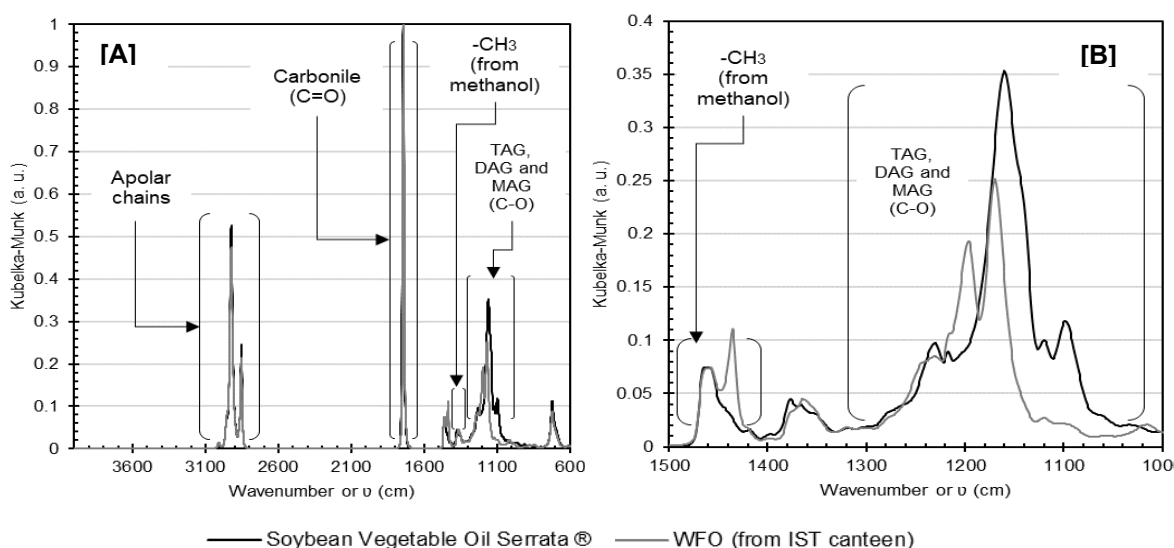 [A]
-CH3
(from
methanol)
Carbonile
(C=O)
TAG,
DAG and
MAG
(C-O)
Apolar
chains
Kubelka-Munk (a. u.)
1
0.9
0.8
0.7
0.6
0.5
0.4
0.3
0.2
0.1
0
3600 3100 2600 2100 1600 1100 600
Wavenumber or υ (cm)
[B]
-CH3
(from
methanol)
TAG,
DAG and
MAG
(C-O)
Kubelka-Munk (a. u.)
0.4
0.35
0.3
0.25
0.2
0.15
0.1
0.05
0
1500 1400 1300 1200 1100 1000
Wavenumber or υ (cm)
Soybean Vegetable Oil Serrata ® WFO (from IST canteen)